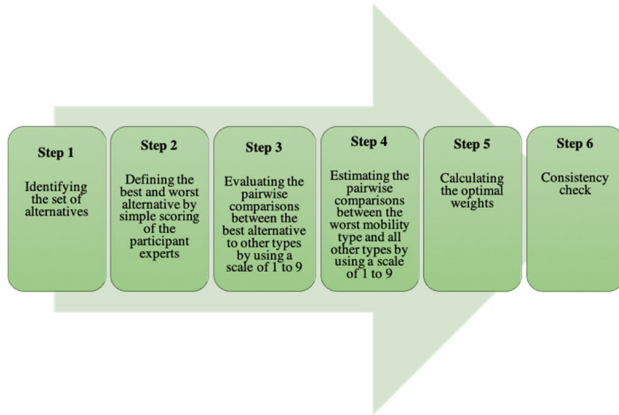 Step 1
Identifying
the set of
alternatives
Step 2
Defining the
best and worst
alternative by
simple scoring
of the
participant
experts
Step 3
Evaluating the
pairwise
comparisons
between the
best alternative
to other types
by using a
scale of 1 to 9
Step 4
Estimating the
pairwise
comparisons
between the
worst mobility
type and all
other types by
using a scale
of 1 to 9
Step 5
Calculating
the optimal
weights
Step 6
Consistency
check